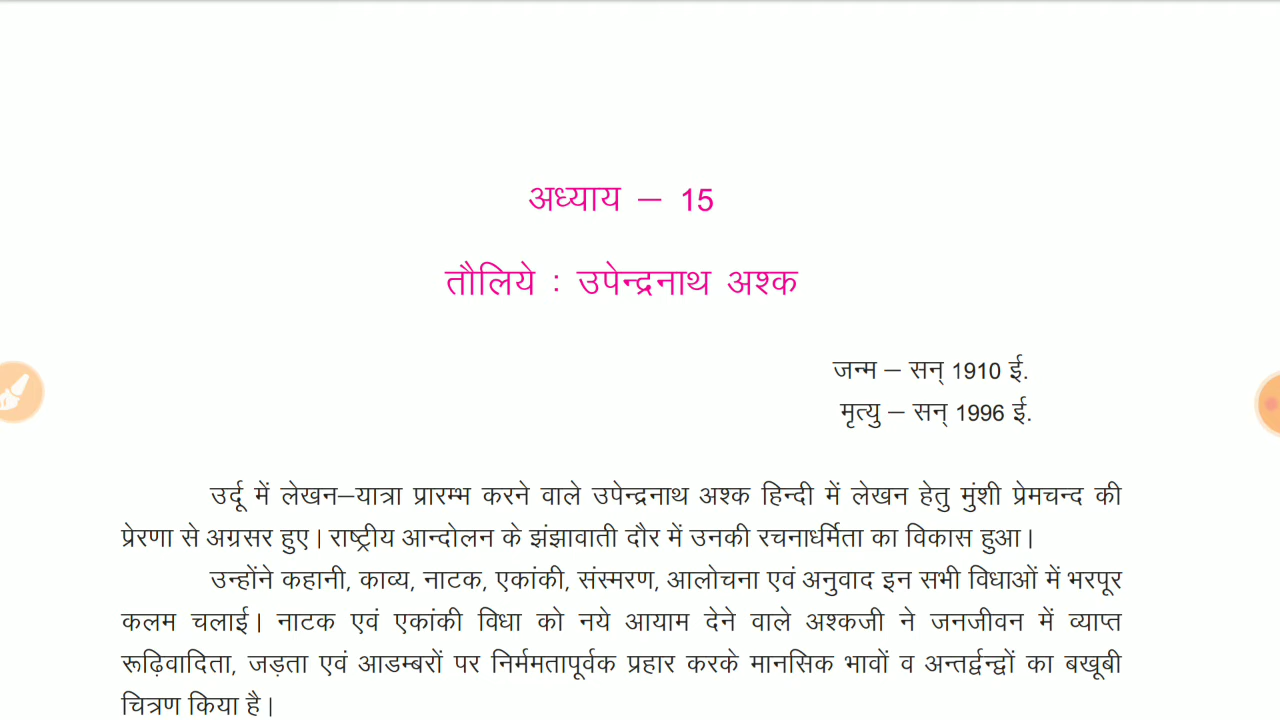 अध्याय – 15
तौलिये : उपेन्द्रनाथ अश्क
जन्म – सन् 1910 ई.
मृत्यु – सन् 1996 ई.
उर्दू में लेखन–यात्रा प्रारम्भ करने वाले उपेन्द्रनाथ अश्क हिन्दी में लेखन हेतु मुंशी प्रेमचन्द की
प्रेरणा से अग्रसर हुए। राष्ट्रीय आन्दोलन के झंझावाती दौर में उनकी रचनाधर्मिता का विकास हुआ।
उन्होंने कहानी, काव्य, नाटक, एकांकी, संस्मरण, आलोचना एवं अनुवाद इन सभी विधाओं में भरपूर
कलम चलाई। नाटक एवं एकांकी विधा को नये आयाम देने वाले अश्कजी ने जनजीवन में व्याप्त
रूढ़िवादिता, जड़ता एवं आडम्बरों पर निर्ममतापूर्वक प्रहार करके मानसिक भावों व अन्तर्द्वन्द्वों का बखूबी
चित्रण किया है।